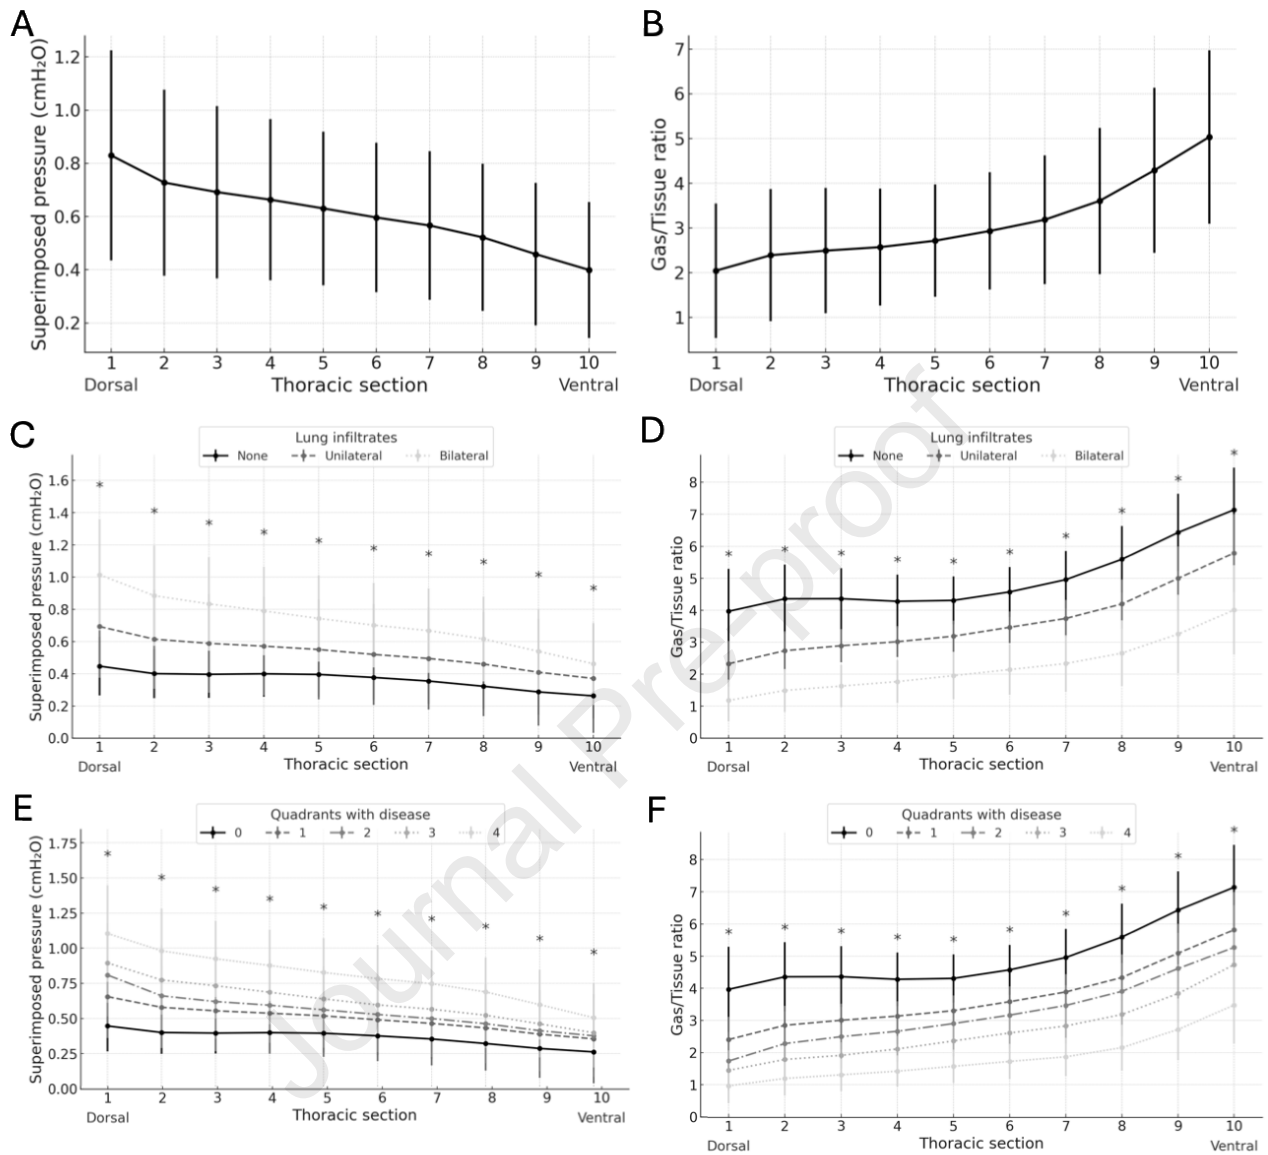 A
Superimposed pressure (cmH₂O)
1.2
1.0
0.8
0.6
0.4
0.2
1 2 3 4 5 6 7 8 9 10
Dorsal Thoracic section Ventral
B
Gas/Tissue ratio
7
6
5
4
3
2
1
1 2 3 4 5 6 7 8 9 10
Dorsal Thoracic section Ventral
C
Lung infiltrates
None Unilateral Bilateral
Superimposed pressure (cmH₂O)
1.6
1.4
1.2
1.0
0.8
0.6
0.4
0.2
0.0
* * * * * * * * * *
1 2 3 4 5 6 7 8 9 10
Dorsal Thoracic section Ventral
D
Lung infiltrates
None Unilateral Bilateral
Gas/Tissue ratio
8
7
6
5
4
3
2
1
0
* * * * * * * * * *
1 2 3 4 5 6 7 8 9 10
Dorsal Thoracic section Ventral
E
Quadrants with disease
0 1 2 3 4
Superimposed pressure (cmH₂O)
1.75
1.50
1.25
1.00
0.75
0.50
0.25
0.00
* * * * * * * * * *
1 2 3 4 5 6 7 8 9 10
Dorsal Thoracic section Ventral
F
Quadrants with disease
0 1 2 3 4
Gas/Tissue ratio
8
7
6
5
4
3
2
1
0
* * * * * * * * * *
1 2 3 4 5 6 7 8 9 10
Dorsal Thoracic section Ventral
Journal Pre-proof